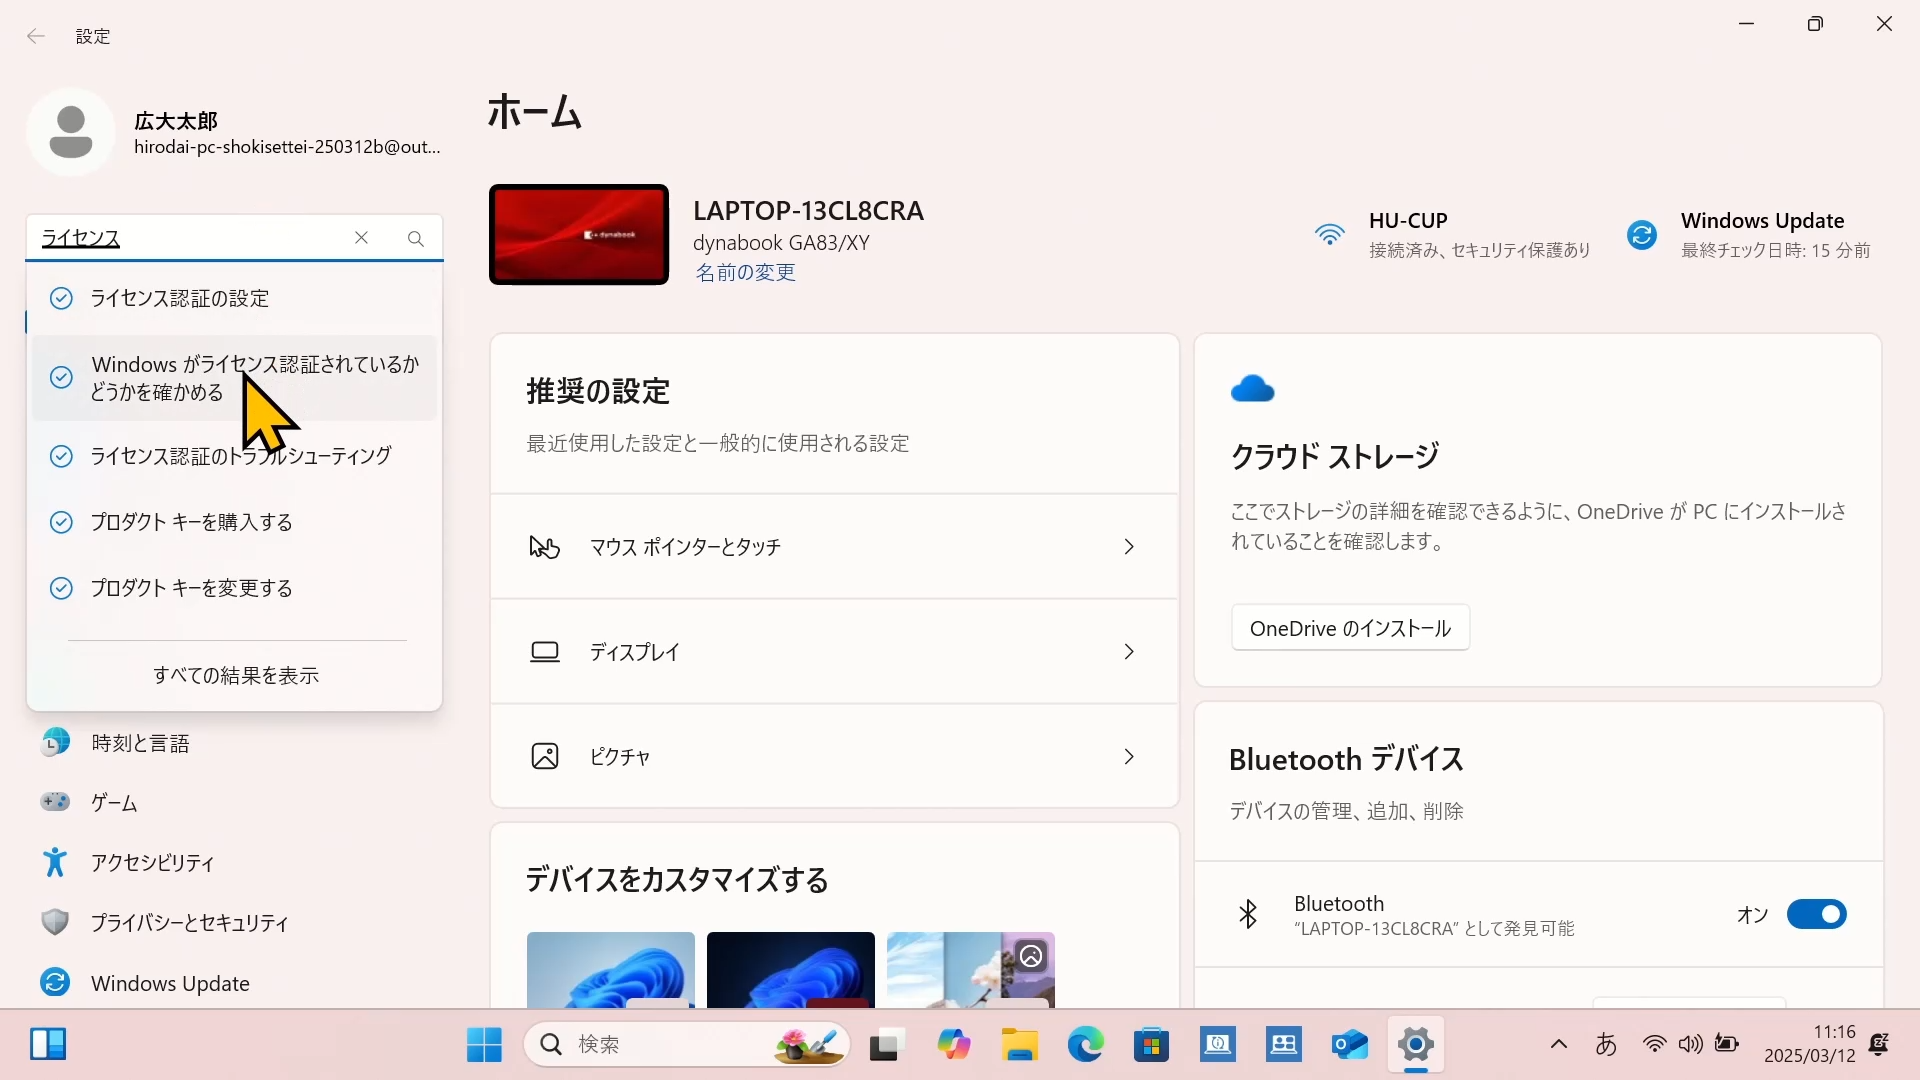 設定
広大太郎
hirodai-pc-shokisettei-250312b@out...
ライセンス
ライセンス認証の設定
Windows がライセンス認証されているか
どうかを確かめる
ライセンス認証のトラブルシューティング
プロダクト キーを購入する
プロダクト キーを変更する
すべての結果を表示
時刻と言語
ゲーム
アクセシビリティ
プライバシーとセキュリティ
Windows Update
ホーム
dynabook
LAPTOP-13CL8CRA
dynabook GA83/XY
名前の変更
HU-CUP
接続済み、セキュリティ保護あり
Windows Update
最終チェック日時: 15 分前
推奨の設定
最近使用した設定と一般的に使用される設定
マウス ポインターとタッチ
ディスプレイ
ピクチャ
デバイスをカスタマイズする
クラウド ストレージ
ここでストレージの詳細を確認できるように、OneDrive が PC にインストールさ
れていることを確認します。
OneDrive のインストール
Bluetooth デバイス
デバイスの管理、追加、削除
Bluetooth
“LAPTOP-13CL8CRA” として発見可能
オン
検索
あ
11:16
2025/03/12